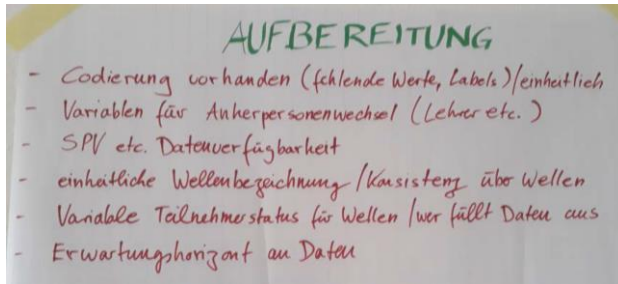 AUFBEREITUNG
- Codierung vorhanden (fehlende Werte, Labels)/einheitlich
- Variablen für Ankerpersonenwechsel (Lehrer etc.)
- SPV etc. Datenverfügbarkeit
- einheitliche Wellenbezeichnung/Konsistenz über Wellen
- Variable Teilnehmerstatus für Wellen/wer füllt Daten aus
- Erwartungshorizont an Daten